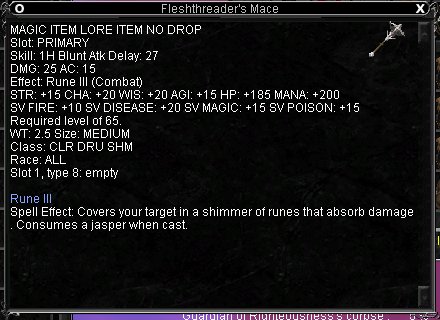 Fleshthreader's Mace
MAGIC ITEM LORE ITEM NO DROP
Slot: PRIMARY
Skill: 1H Blunt Atk Delay: 27
DMG: 25 AC: 15
Effect: Rune III (Combat)
STR: +15 CHA: +20 WIS: +20 AGI: +15 HP: +185 MANA: +200
SV FIRE: +10 SV DISEASE: +20 SV MAGIC: +15 SV POISON: +15
Required level of 65.
WT: 2.5 Size: MEDIUM
Class: CLR DRU SHM
Race: ALL
Slot 1, type 8: empty
Rune III
Spell Effect: Covers your target in a shimmer of runes that absorb damage
. Consumes a jasper when cast.
Guardian of Righteousness's corpse